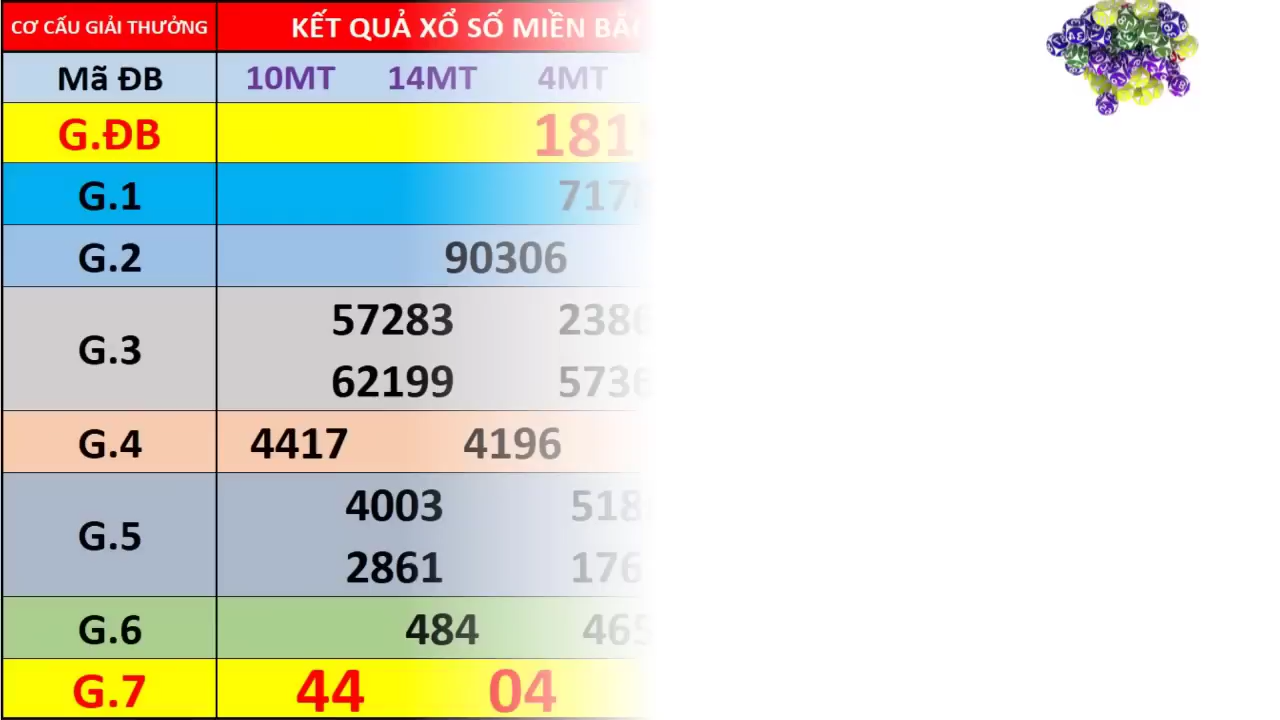 CƠ CẤU GIẢI THƯỞNG KẾT QUẢ XỔ SỐ MIỀN BẮC
Mã ĐB 10MT 14MT 4MT
G.ĐB
G.1
G.2 90306
G.3
57283
62199
G.4 4417 4196
G.5
4003
2861
G.6 484
G.7 44 04